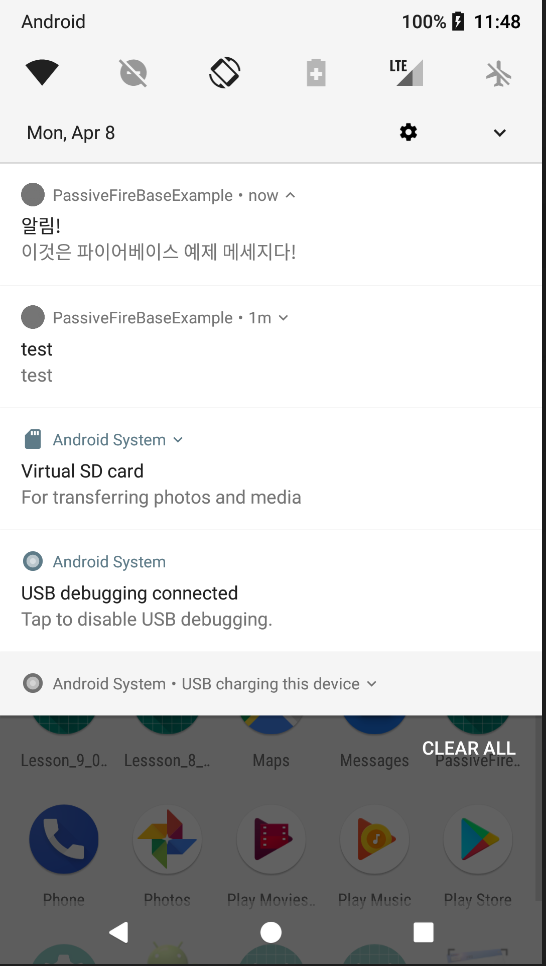 Android 100% 11:48
LTE
Mon, Apr 8
PassiveFireBaseExample • now
알림!
이것은 파이어베이스 예제 메세지다!
PassiveFireBaseExample • 1m
test
test
Android System
Virtual SD card
For transferring photos and media
Android System
USB debugging connected
Tap to disable USB debugging.
Android System • USB charging this device
CLEAR ALL
Lesson_9_0.. Lessson_8_.. Maps Messages PassiveFire..
Phone Photos Play Movies.. Play Music Play Store